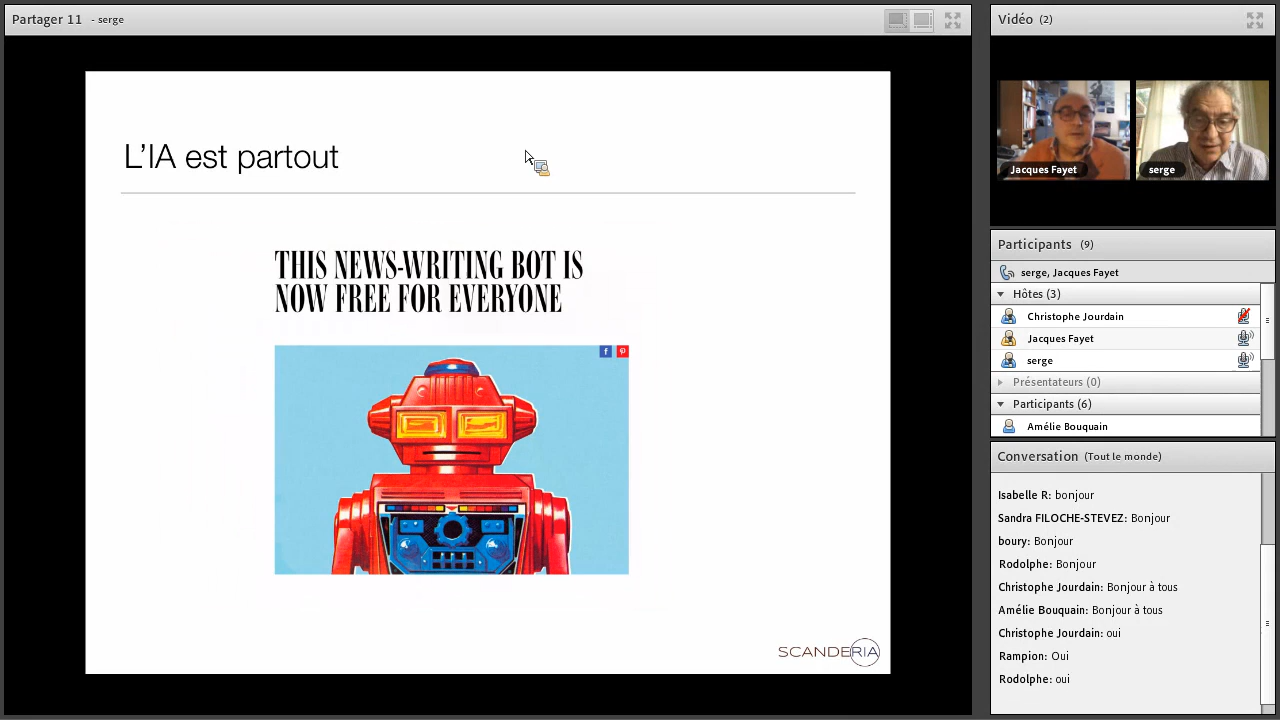 Partager 11 - serge
L'IA est partout
THIS NEWS-WRITING BOT IS
NOW FREE FOR EVERYONE
SCANDERIA
Vidéo (2)
Jacques Fayet
serge
Participants (9)
serge, Jacques Fayet
Hôtes (3)
Christophe Jourdain
Jacques Fayet
serge
Présentateurs (0)
Participants (6)
Amélie Bouquain
Conversation (Tout le monde)
Isabelle R: bonjour
Sandra FILOCHE-STEVEZ: Bonjour
boury: Bonjour
Rodolphe: Bonjour
Christophe Jourdain: Bonjour à tous
Amélie Bouquain: Bonjour à tous
Christophe Jourdain: oui
Rampion: Oui
Rodolphe: oui